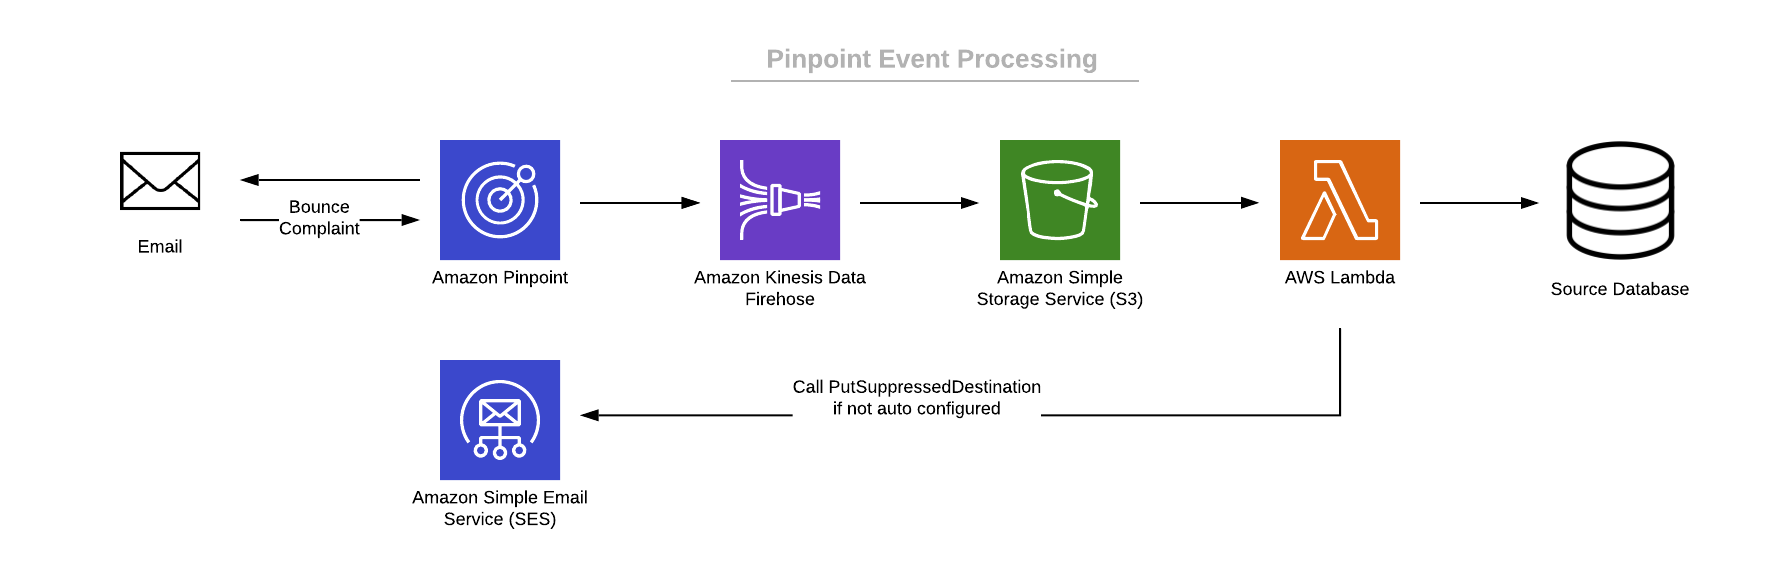 Pinpoint Event Processing
Bounce
Complaint
Email
Amazon Pinpoint
Amazon Kinesis Data
Firehose
Amazon Simple
Storage Service (S3)
AWS Lambda
Source Database
Call PutSuppressedDestination
if not auto configured
Amazon Simple Email
Service (SES)